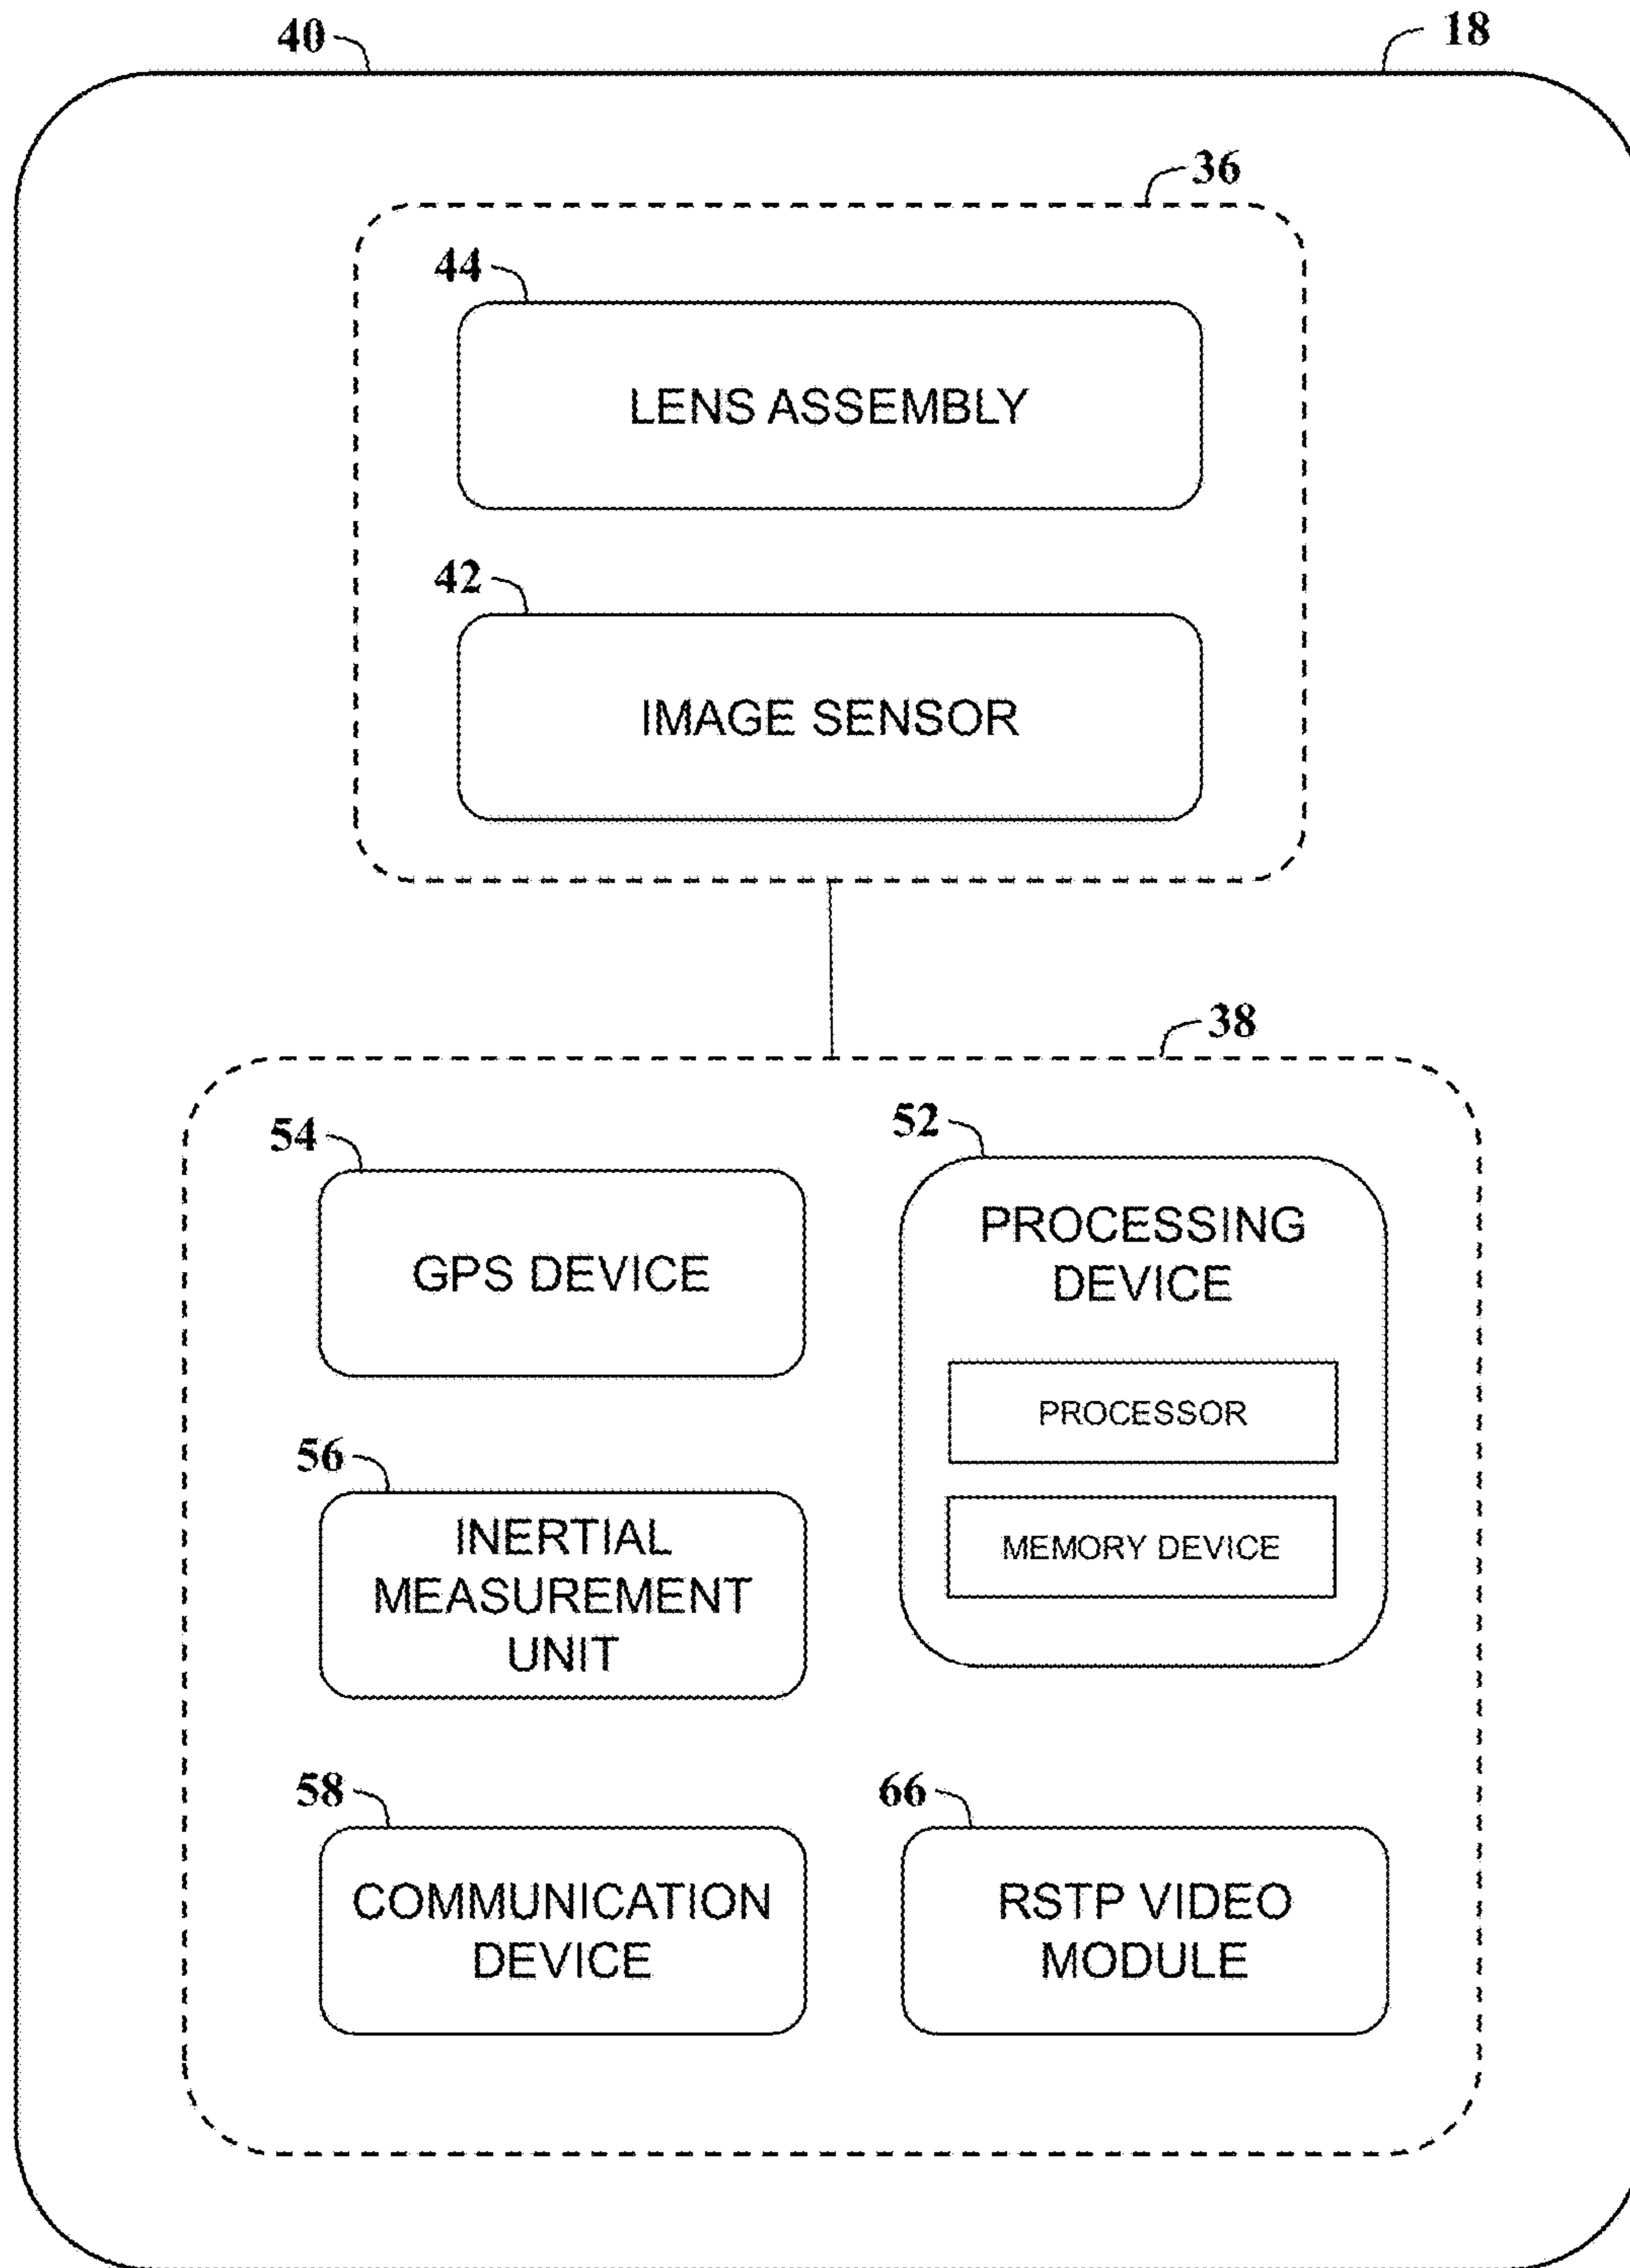 40
18
36
44
LENS ASSEMBLY
42
IMAGE SENSOR
38
54
GPS DEVICE
52
PROCESSING
DEVICE
PROCESSOR
MEMORY DEVICE
56
INERTIAL
MEASUREMENT
UNIT
58
COMMUNICATION
DEVICE
66
RSTP VIDEO
MODULE